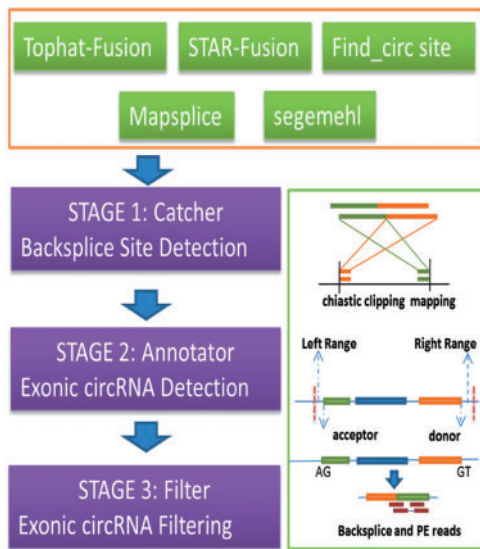 Tophat-Fusion STAR-Fusion Find_circ site
Mapsplice segemehl
STAGE 1: Catcher
Backsplice Site Detection
STAGE 2: Annotator
Exonic circRNA Detection
STAGE 3: Filter
Exonic circRNA Filtering
chiastic clipping mapping
Left Range Right Range
acceptor donor
AG GT
Backsplice and PE reads